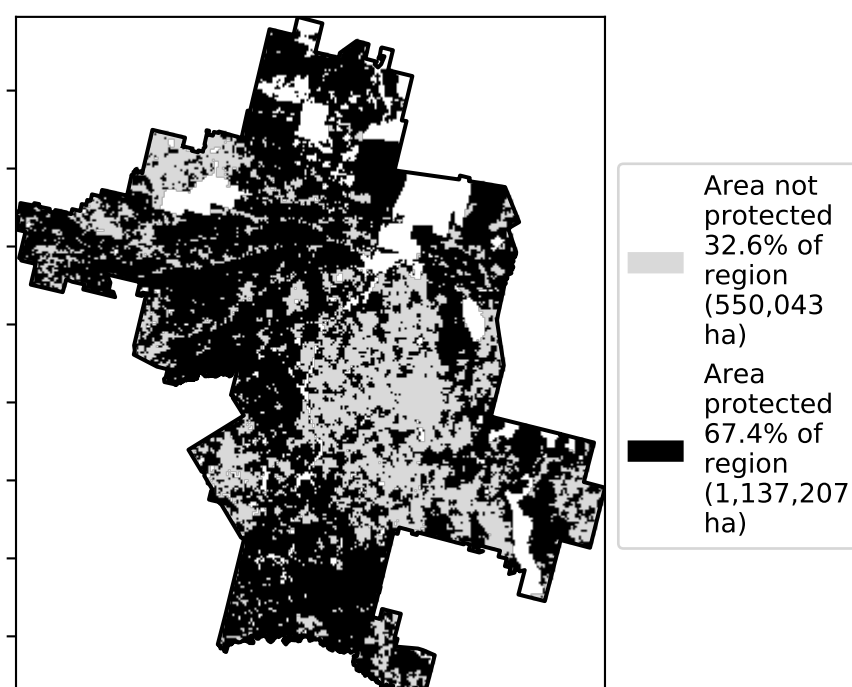 Area not
protected
32.6% of
region
(550,043
ha)
Area
protected
67.4% of
region
(1,137,207
ha)